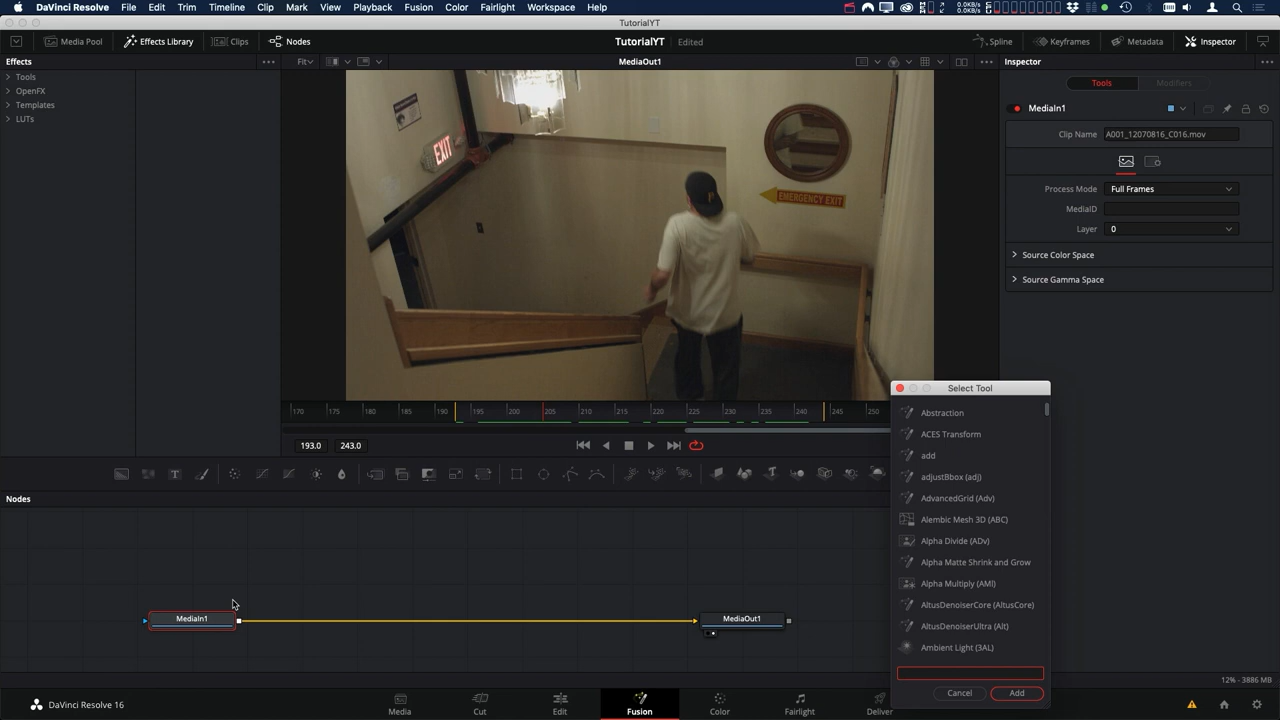 DaVinci Resolve File Edit Trim Timeline Clip Mark View Playback Fusion Color Fairlight Workspace Help
0.0KB/s
0.0KB/s
TutorialYT
Media Pool Effects Library Clips Nodes TutorialYT Edited Spline Keyframes Metadata Inspector
Effects Fit MediaOut1 Inspector
Tools
OpenFX
Templates
LUTs
Tools Modifiers
MediaIn1
Clip Name A001_12070816_C016.mov
Process Mode Full Frames
MediaID
Layer 0
Source Color Space
Source Gamma Space
EXIT
EMERGENCY EXIT
170 175 180 185 190 195 200 205 210 215 220 225 230 235 240 245 250
193.0 243.0
Nodes
MediaIn1
MediaOut1
Select Tool
Abstraction
ACES Transform
add
adjustBbox (adj)
AdvancedGrid (Adv)
Alembic Mesh 3D (ABC)
Alpha Divide (ADv)
Alpha Matte Shrink and Grow
Alpha Multiply (AMl)
AltusDenoiserCore (AltusCore)
AltusDenoiserUltra (Alt)
Ambient Light (3AL)
Cancel Add
12% - 3886 MB
DaVinci Resolve 16
Media Cut Edit Fusion Color Fairlight Deliver